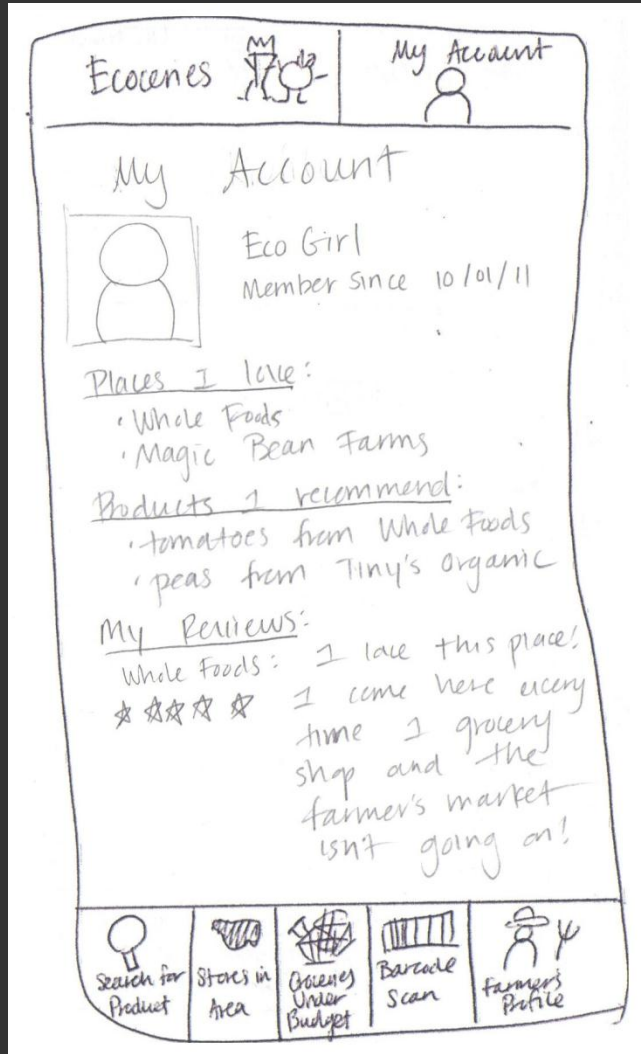 Ecoceries
My Account
My Account
Eco Girl
Member since 10/01/11
Places I love:
• Whole Foods
• Magic Bean Farms
Products I recommend:
• tomatoes from Whole Foods
• peas from Tiny's Organic
My Reviews:
Whole Foods:
I love this place!
I come here every
time I grocery
shop and the
farmer's market
isn't going on!
Search for
Product
Stores in
Area
Groceries
Under
Budget
Barcode
Scan
Farmer's
Profile